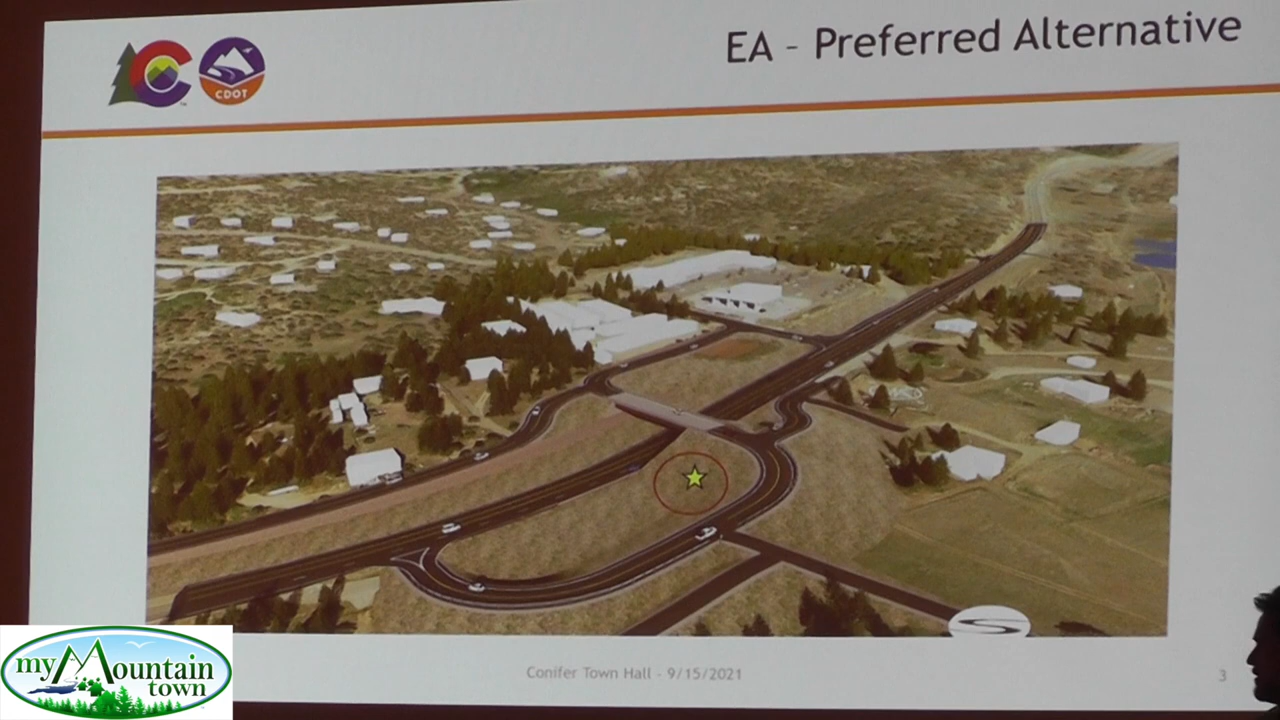 EA – Preferred Alternative
CDOT
Conifer Town Hall - 9/15/2021
3
my Mountain
town